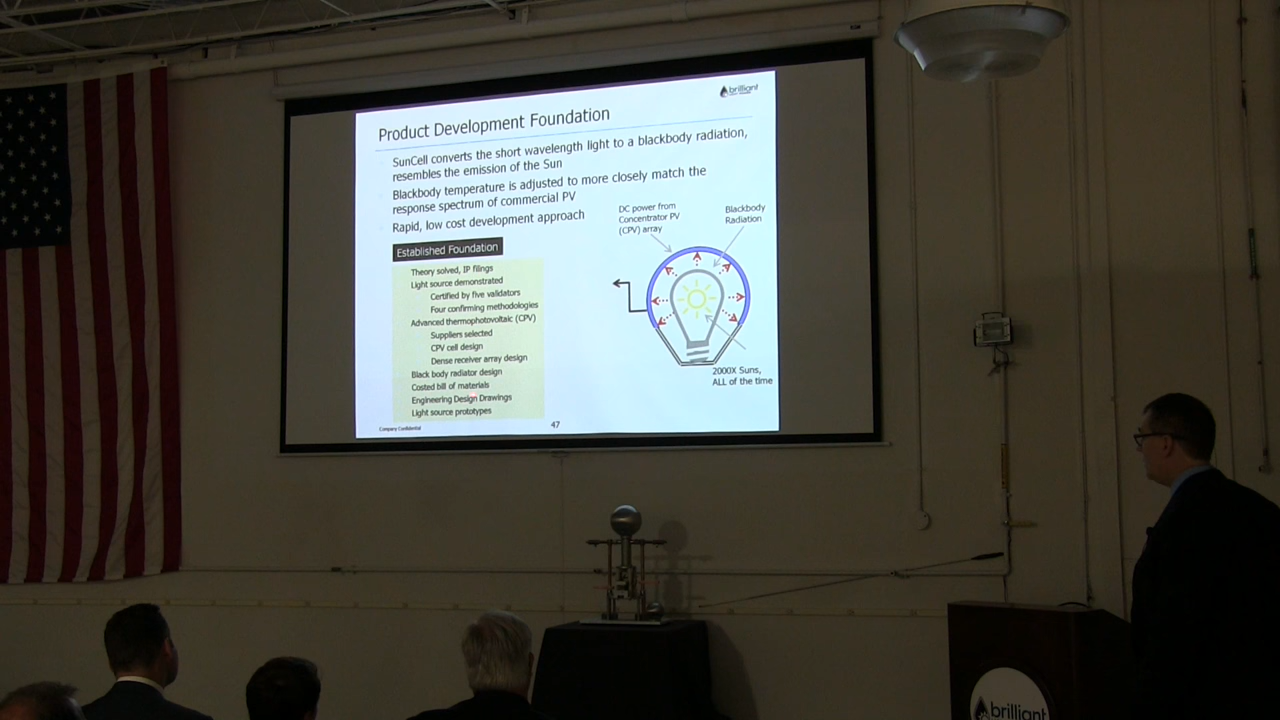 brilliant
Product Development Foundation
SunCell converts the short wavelength light to a blackbody radiation,
resembles the emission of the Sun
Blackbody temperature is adjusted to more closely match the
response spectrum of commercial PV
Rapid, low cost development approach
DC power from
Concentrator PV
(CPV) array
Blackbody
Radiation
Established Foundation
Theory solved, IP filings
Light source demonstrated
Certified by five validators
Four confirming methodologies
Advanced thermophotovoltaic (CPV)
Suppliers selected
CPV cell design
Dense receiver array design
Black body radiator design
Costed bill of materials
Engineering Design Drawings
Light source prototypes
2000X Suns,
ALL of the time
Company Confidential
47
brilliant